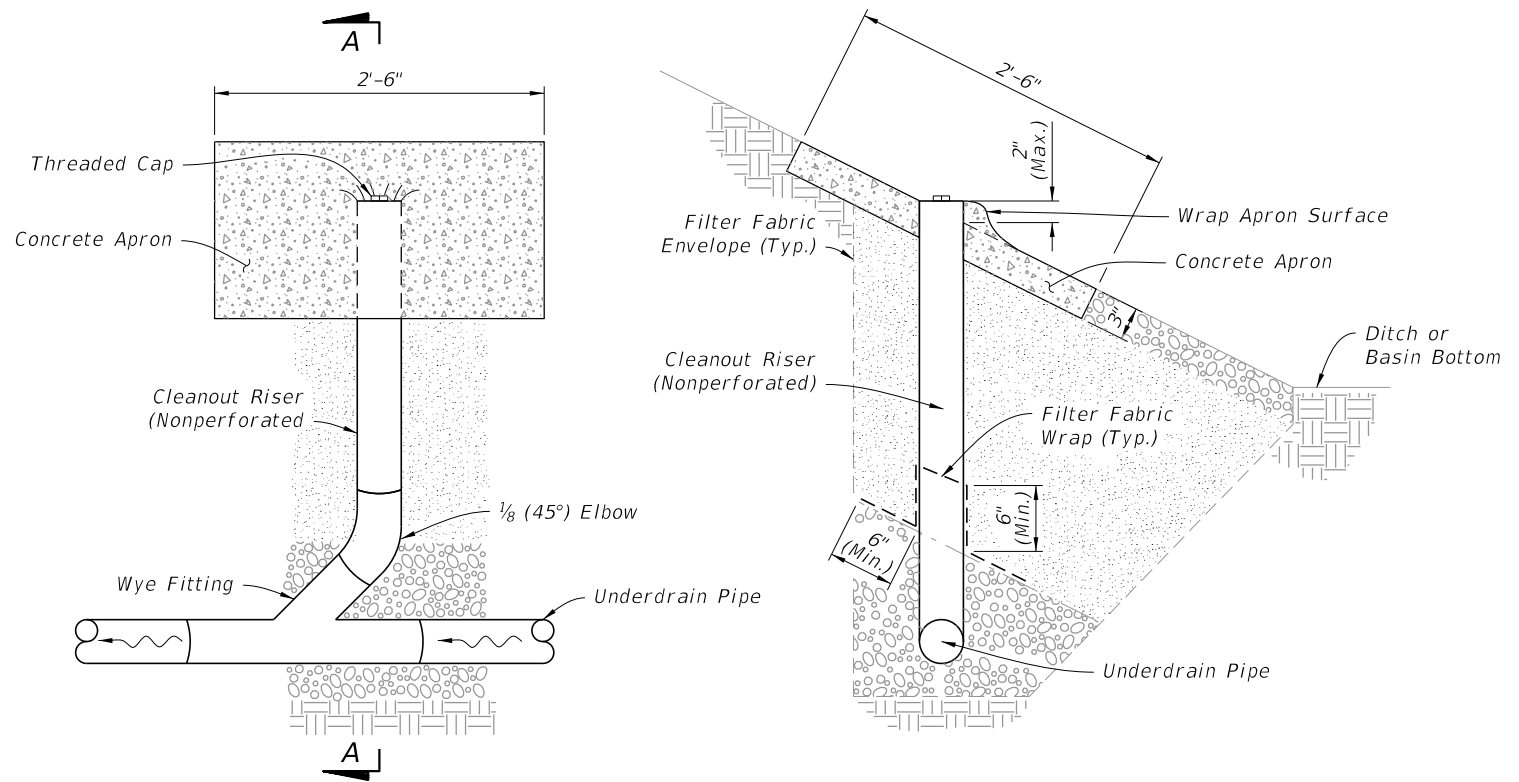 A
2'-6"
Threaded Cap
Concrete Apron
Cleanout Riser
(Nonperforated
⅛ (45°) Elbow
Wye Fitting
Underdrain Pipe
A
2'-6"
2"
(Max.)
Filter Fabric
Envelope (Typ.)
Wrap Apron Surface
Concrete Apron
3"
Ditch or
Basin Bottom
Cleanout Riser
(Nonperforated)
Filter Fabric
Wrap (Typ.)
6"
(Min.)
6"
(Min.)
Underdrain Pipe